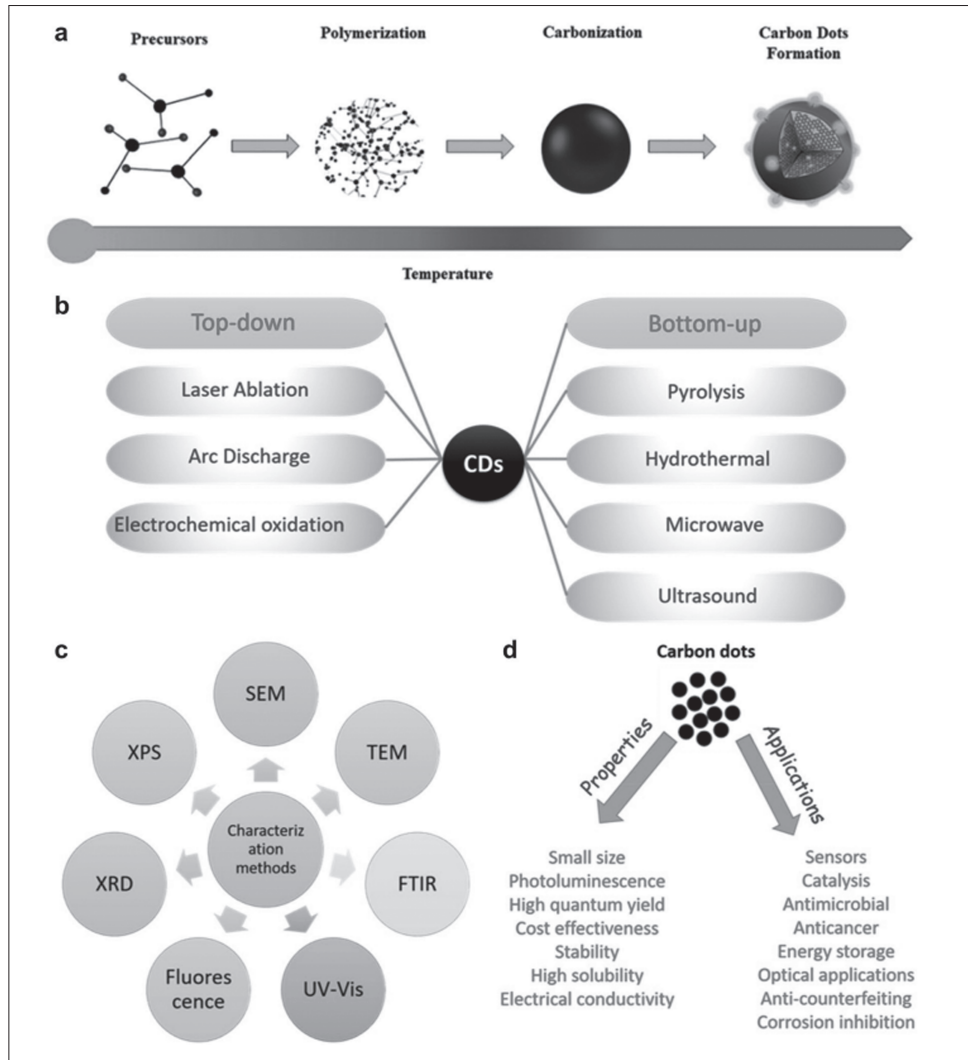 a
Precursors
Polymerization
Carbonization
Carbon Dots
Formation
Temperature
b
Top-down
Laser Ablation
Arc Discharge
Electrochemical oxidation
CDs
Bottom-up
Pyrolysis
Hydrothermal
Microwave
Ultrasound
c
SEM
TEM
FTIR
UV-Vis
Fluores
cence
XRD
XPS
Characteriz
ation
methods
d
Carbon dots
Properties
Applications
Small size
Photoluminescence
High quantum yield
Cost effectiveness
Stability
High solubility
Electrical conductivity
Sensors
Catalysis
Antimicrobial
Anticancer
Energy storage
Optical applications
Anti-counterfeiting
Corrosion inhibition